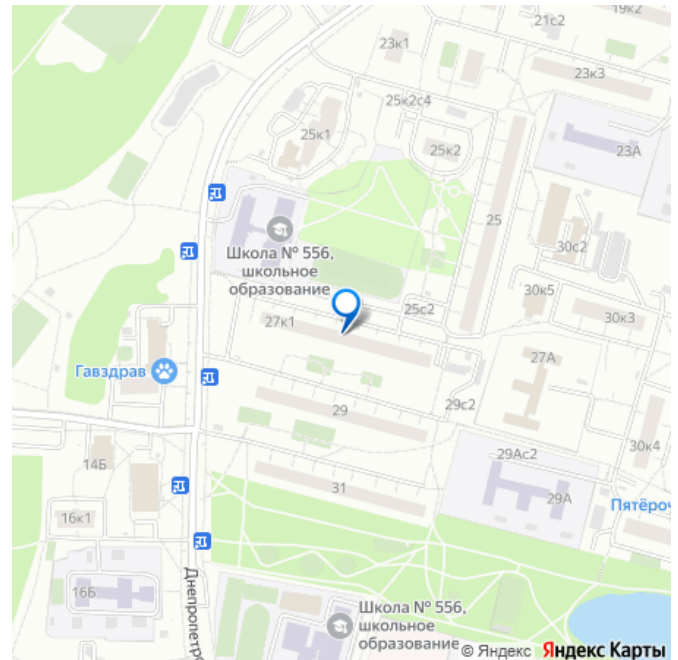 19к2
21с2
23к1
23к3
25к2с4
25к1
25к2
23А
25
Школа № 556,
школьное
образование
30с2
30к5
25с2
30к3
27к1
27А
Гавздрав
29
29с2
30к4
14Б
29Ас2
31
29А
16к1
Пятёроч
16Б
Днепропетро
Школа № 556,
школьное
образование
© Яндекс Яндекс Карты